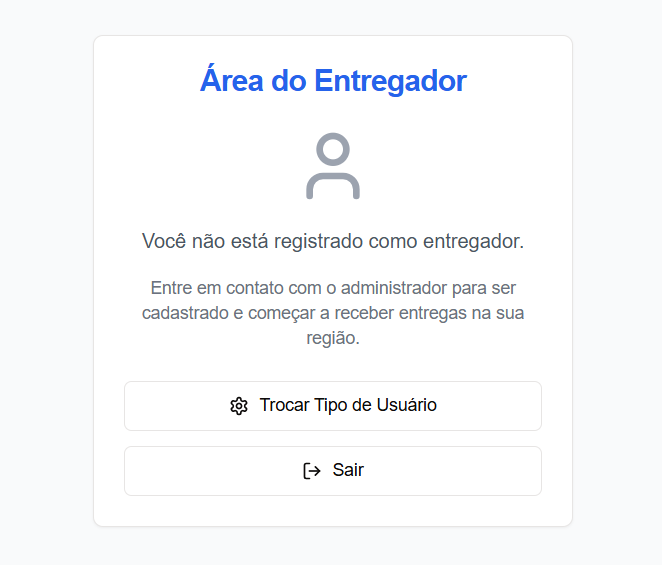 Área do Entregador
Você não está registrado como entregador.
Entre em contato com o administrador para ser
cadastrado e começar a receber entregas na sua
região.
Trocar Tipo de Usuário
Sair